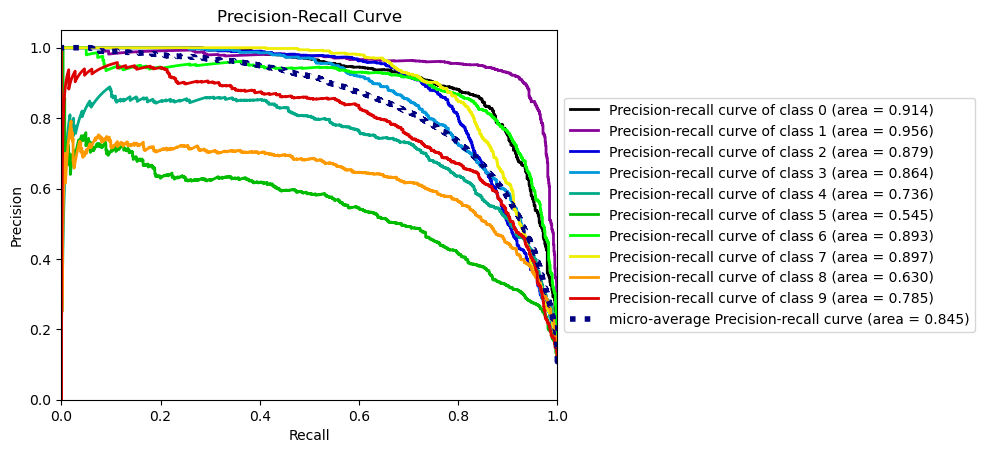 Precision-Recall Curve
1.0
0.8
0.6
0.4
0.2
0.0
Precision
0.0 0.2 0.4 0.6 0.8 1.0
Recall
Precision-recall curve of class 0 (area = 0.914)
Precision-recall curve of class 1 (area = 0.956)
Precision-recall curve of class 2 (area = 0.879)
Precision-recall curve of class 3 (area = 0.864)
Precision-recall curve of class 4 (area = 0.736)
Precision-recall curve of class 5 (area = 0.545)
Precision-recall curve of class 6 (area = 0.893)
Precision-recall curve of class 7 (area = 0.897)
Precision-recall curve of class 8 (area = 0.630)
Precision-recall curve of class 9 (area = 0.785)
micro-average Precision-recall curve (area = 0.845)